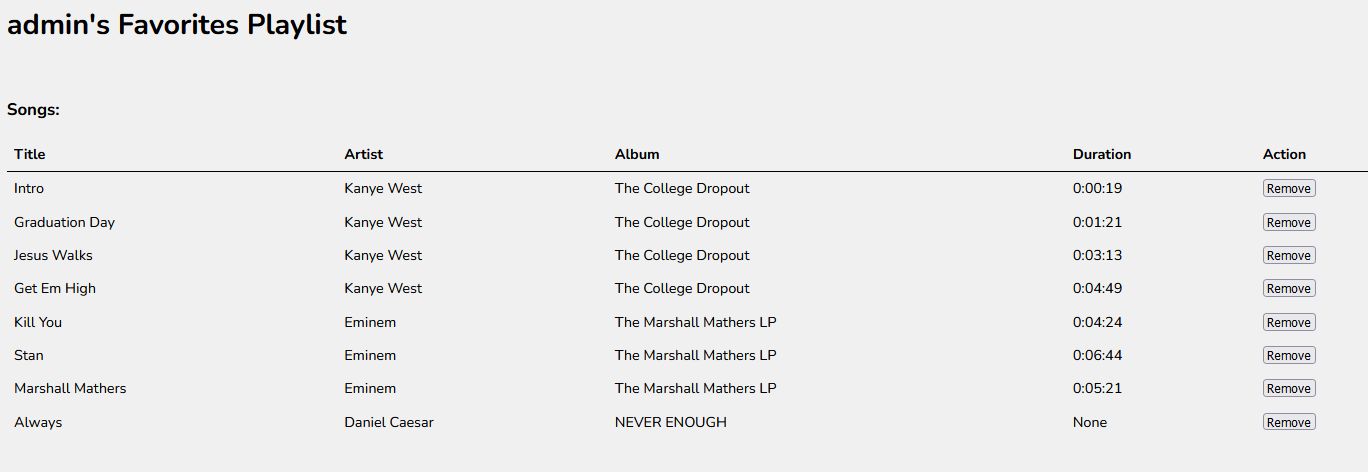 admin's Favorites Playlist
Songs:
Title Artist Album Duration Action
Intro Kanye West The College Dropout 0:00:19 Remove
Graduation Day Kanye West The College Dropout 0:01:21 Remove
Jesus Walks Kanye West The College Dropout 0:03:13 Remove
Get Em High Kanye West The College Dropout 0:04:49 Remove
Kill You Eminem The Marshall Mathers LP 0:04:24 Remove
Stan Eminem The Marshall Mathers LP 0:06:44 Remove
Marshall Mathers Eminem The Marshall Mathers LP 0:05:21 Remove
Always Daniel Caesar NEVER ENOUGH None Remove